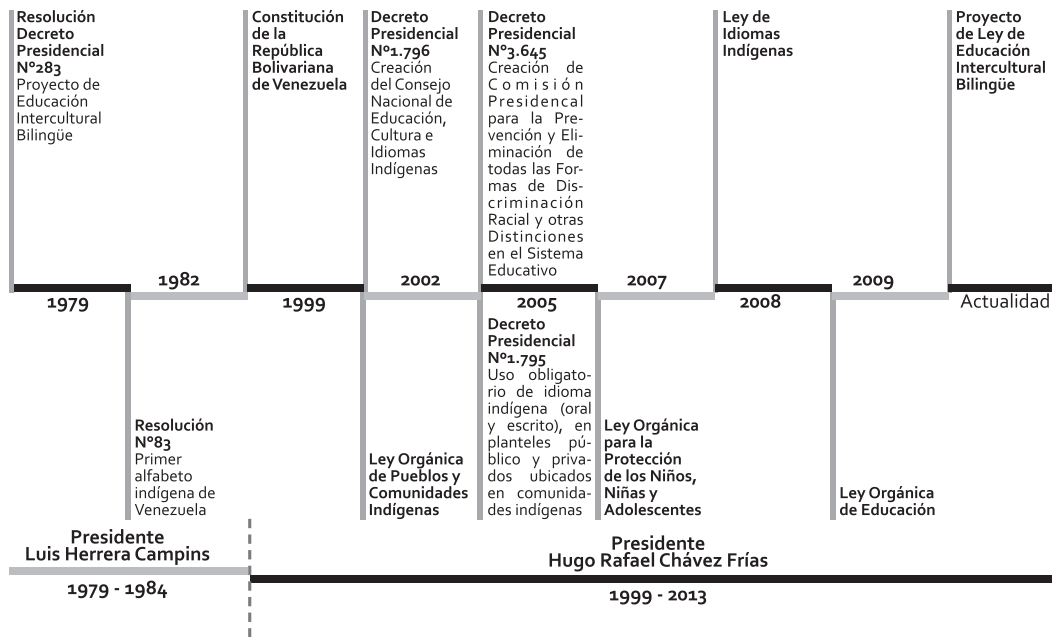 Resolución
Decreto
Presidencial
N°283
Proyecto de
Educación
Intercultural
Bilingüe
Constitución
de la
República
Bolivariana
de Venezuela
Decreto
Presidencial
Nº1.796
Creación
del Consejo
Nacional de
Educación,
Cultura e
Idiomas
Indígenas
Decreto
Presidencial
N°3.645
Creación de
Comisión
Presidencal
para la Pre-
vención y Eli-
minación de
todas las For-
mas de Dis-
criminación
Racial y otras
Distinciones
en el Sistema
Educativo
Ley de
Idiomas
Indígenas
Proyecto
de Ley de
Educación
Intercultural
Bilingüe
1979
1982
1999
2002
2005
2007
2008
2009
Actualidad
Resolución
N°83
Primer
alfabeto
indígena de
Venezuela
Ley Orgánica
de Pueblos y
Comunidades
Indígenas
Decreto
Presidencial
Nº1.795
Uso obligato-
rio de idioma
indígena (oral
y escrito), en
planteles pú-
blico y priva-
dos ubicados
en comunida-
des indígenas
Ley Orgánica
para la
Protección
de los Niños,
Niñas y
Adolescentes
Ley Orgánica
de Educación
Presidente
Luis Herrera Campins
1979 - 1984
Presidente
Hugo Rafael Chávez Frías
1999 - 2013